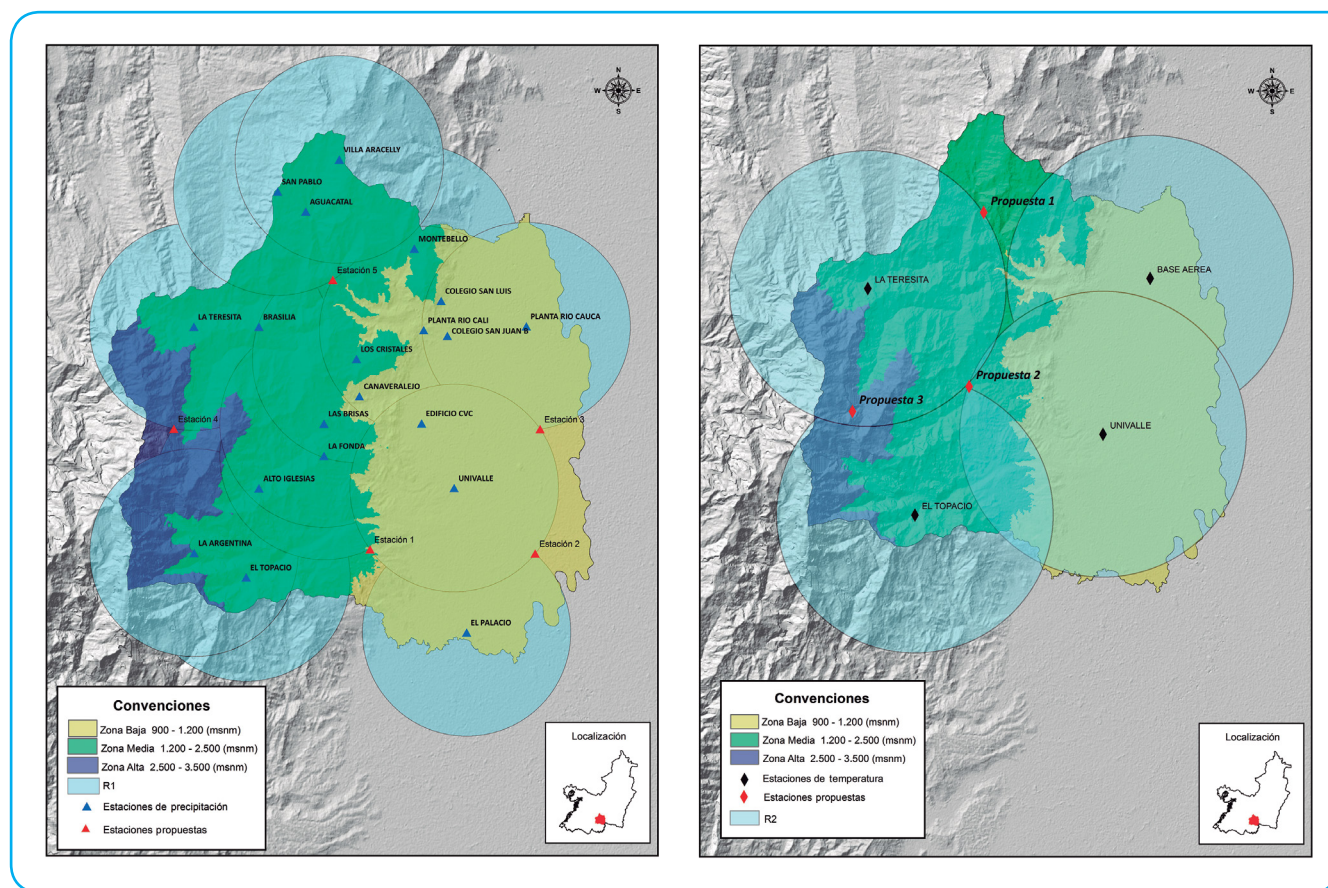 N
W E
S
VILLA ARACELLY
SAN PABLO
AGUACATAL
MONTEBELLO
Estación 5
COLEGIO SAN LUIS
LA TERESITA
BRASILIA
PLANTA RIO CALI
PLANTA RIO CAUCA
COLEGIO SAN JUAN B
LOS CRISTALES
CANAVERALEJO
LAS BRISAS
EDIFICIO CVC
Estación 4
Estación 3
LA FONDA
ALTO IGLESIAS
UNIVALLE
LA ARGENTINA
Estación 1
Estación 2
EL TOPACIO
EL PALACIO
Convenciones
Zona Baja 900 - 1.200 (msnm)
Zona Media 1.200 - 2.500 (msnm)
Zona Alta 2.500 - 3.500 (msnm)
R1
Estaciones de precipitación
Estaciones propuestas
Localización
N
W E
S
Propuesta 1
BASE AEREA
LA TERESITA
Propuesta 2
Propuesta 3
UNIVALLE
EL TOPACIO
Convenciones
Zona Baja 900 - 1.200 (msnm)
Zona Media 1.200 - 2.500 (msnm)
Zona Alta 2.500 - 3.500 (msnm)
Estaciones de temperatura
Estaciones propuestas
R2
Localización